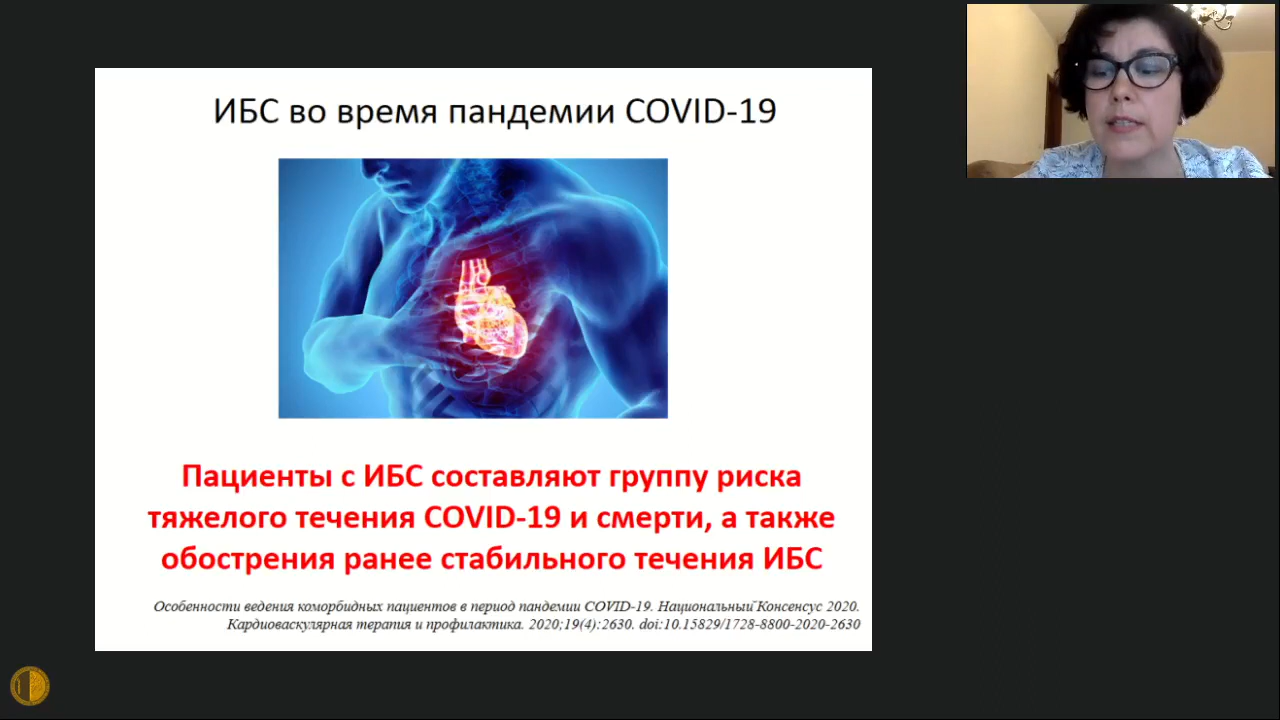 ИБС во время пандемии COVID-19
Пациенты с ИБС составляют группу риска
тяжелого течения COVID-19 и смерти, а также
обострения ранее стабильного течения ИБС
Особенности ведения коморбидных пациентов в период пандемии COVID-19. Национальный Консенсус 2020.
Кардиоваскулярная терапия и профилактика. 2020;19(4):2630. doi:10.15829/1728-8800-2020-2630